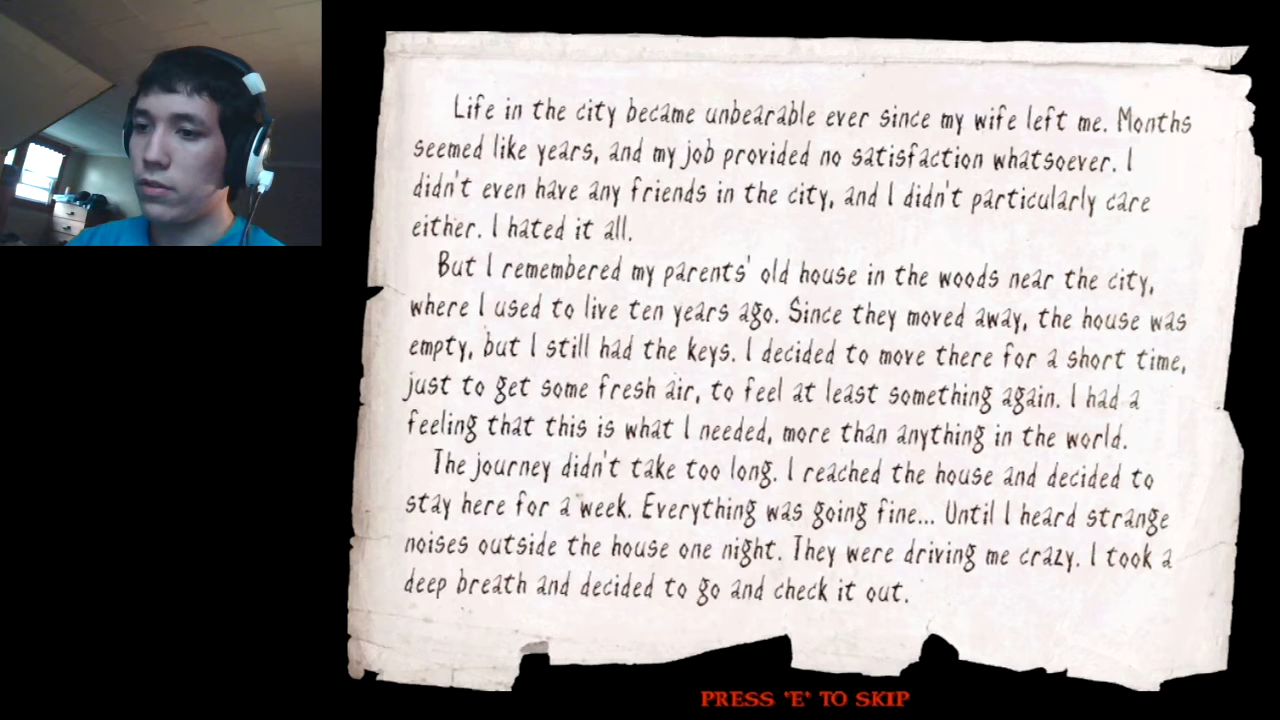 Life in the city became unbearable ever since my wife left me. Months
seemed like years, and my job provided no satisfaction whatsoever. I
didn't even have any friends in the city, and I didn't particularly care
either. I hated it all.
But I remembered my parents' old house in the woods near the city,
where I used to live ten years ago. Since they moved away, the house was
empty, but I still had the keys. I decided to move there for a short time,
just to get some fresh air, to feel at least something again. I had a
feeling that this is what I needed, more than anything in the world.
The journey didn't take too long. I reached the house and decided to
stay here for a week. Everything was going fine... Until I heard strange
noises outside the house one night. They were driving me crazy. I took a
deep breath and decided to go and check it out.
PRESS 'E' TO SKIP